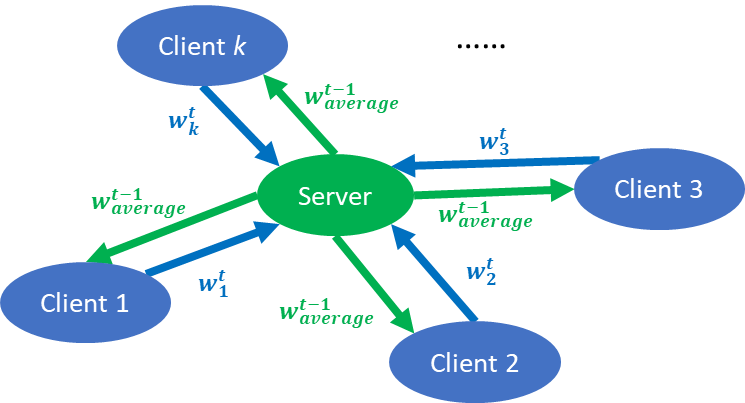 Client k
......
w_k^t
w_average^{t-1}
w_3^t
Server
Client 3
w_average^{t-1}
w_average^{t-1}
w_1^t
w_2^t
Client 1
w_average^{t-1}
Client 2